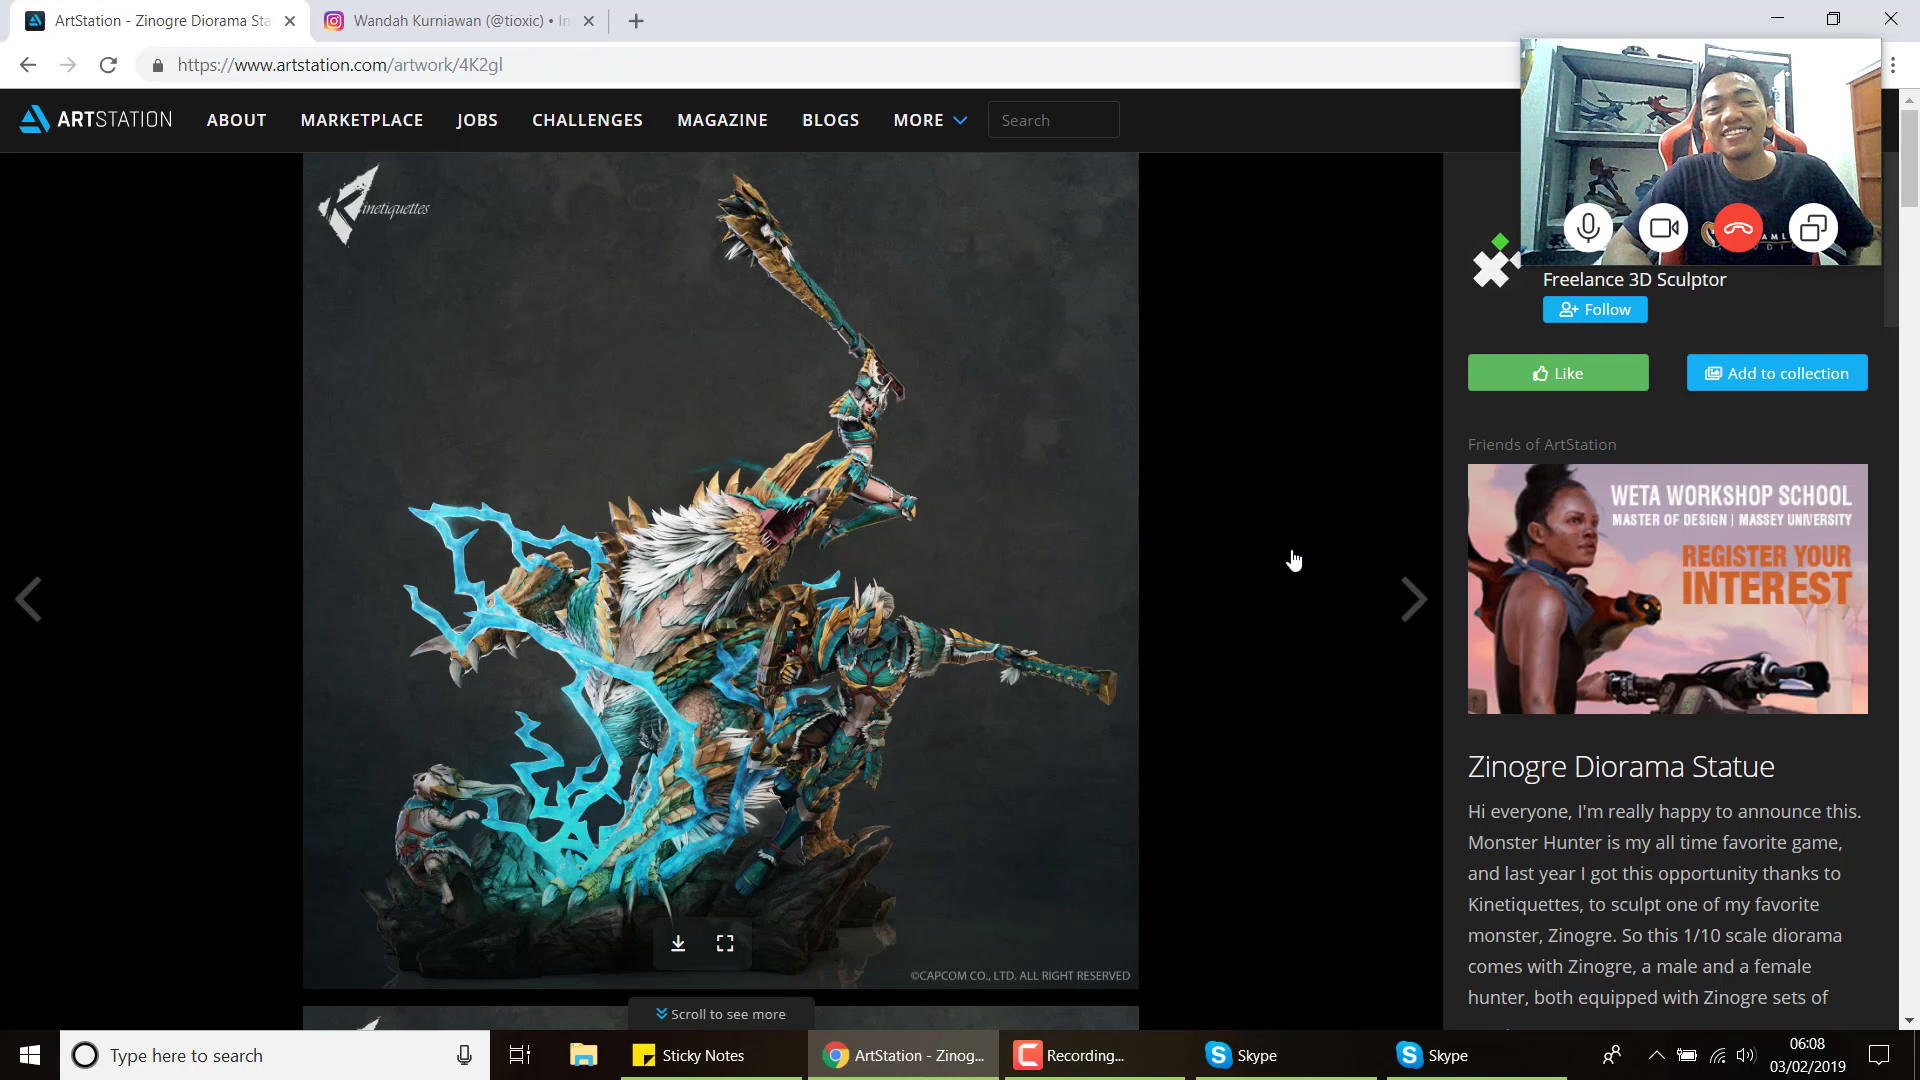 ArtStation - Zinogre Diorama Sta
Wandah Kurniawan (@tioxic) • In
https://www.artstation.com/artwork/4K2gl
ARTSTATION
ABOUT
MARKETPLACE
JOBS
CHALLENGES
MAGAZINE
BLOGS
MORE
Search
Kinetiquettes
Freelance 3D Sculptor
Follow
Like
Add to collection
Friends of ArtStation
WETA WORKSHOP SCHOOL
MASTER OF DESIGN | MASSEY UNIVERSITY
REGISTER YOUR
INTEREST
Zinogre Diorama Statue
Hi everyone, I'm really happy to announce this.
Monster Hunter is my all time favorite game,
and last year I got this opportunity thanks to
Kinetiquettes, to sculpt one of my favorite
monster, Zinogre. So this 1/10 scale diorama
comes with Zinogre, a male and a female
hunter, both equipped with Zinogre sets of
©CAPCOM CO., LTD. ALL RIGHT RESERVED
Scroll to see more
Type here to search
Sticky Notes
ArtStation - Zinog...
Recording...
Skype
Skype
06:08
03/02/2019